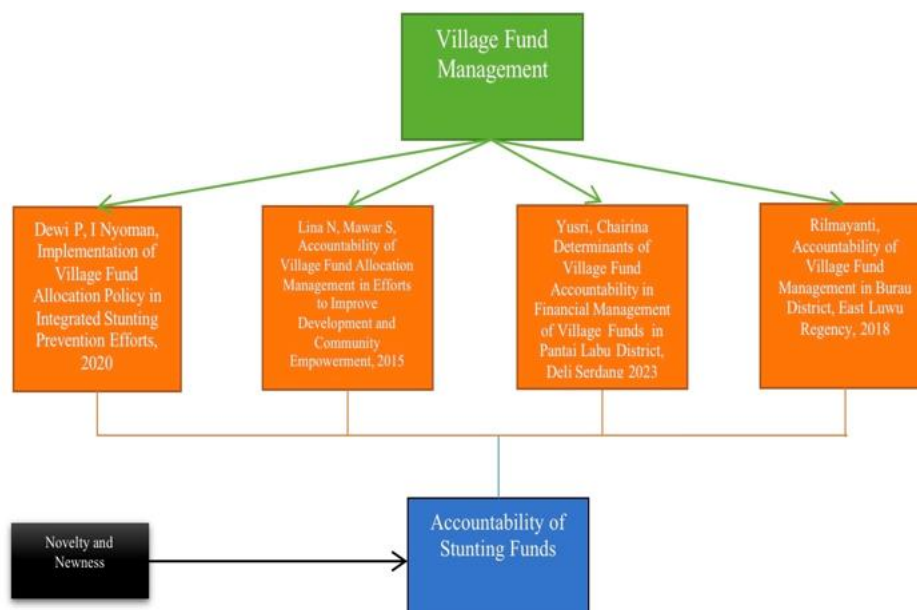 Village Fund
Management
Dewi P, I Nyoman,
Implementation of
Village Fund
Allocation Policy in
Integrated Stunting
Prevention Efforts,
2020
Lina N, Mawar S,
Accountability of
Village Fund Allocation
Management in Efforts
to Improve
Development and
Community
Empowerment, 2015
Yusri, Chairina
Determinants of
Village Fund
Accountability in
Financial Management
of Village Funds in
Pantai Labu District,
Deli Serdang 2023
Rilmayanti,
Accountability of
Village Fund
Management in Burau
District, East Luwu
Regency, 2018
Accountability of
Stunting Funds
Novelty and
Newness